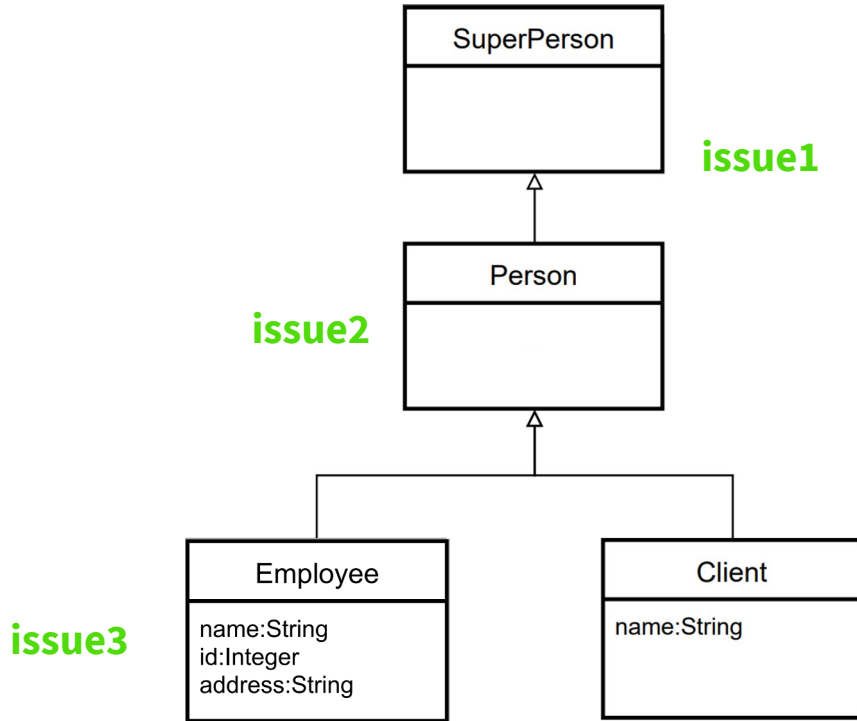 SuperPerson
issue1
Person
issue2
Employee
Client
name:String
id:Integer
address:String
name:String
issue3